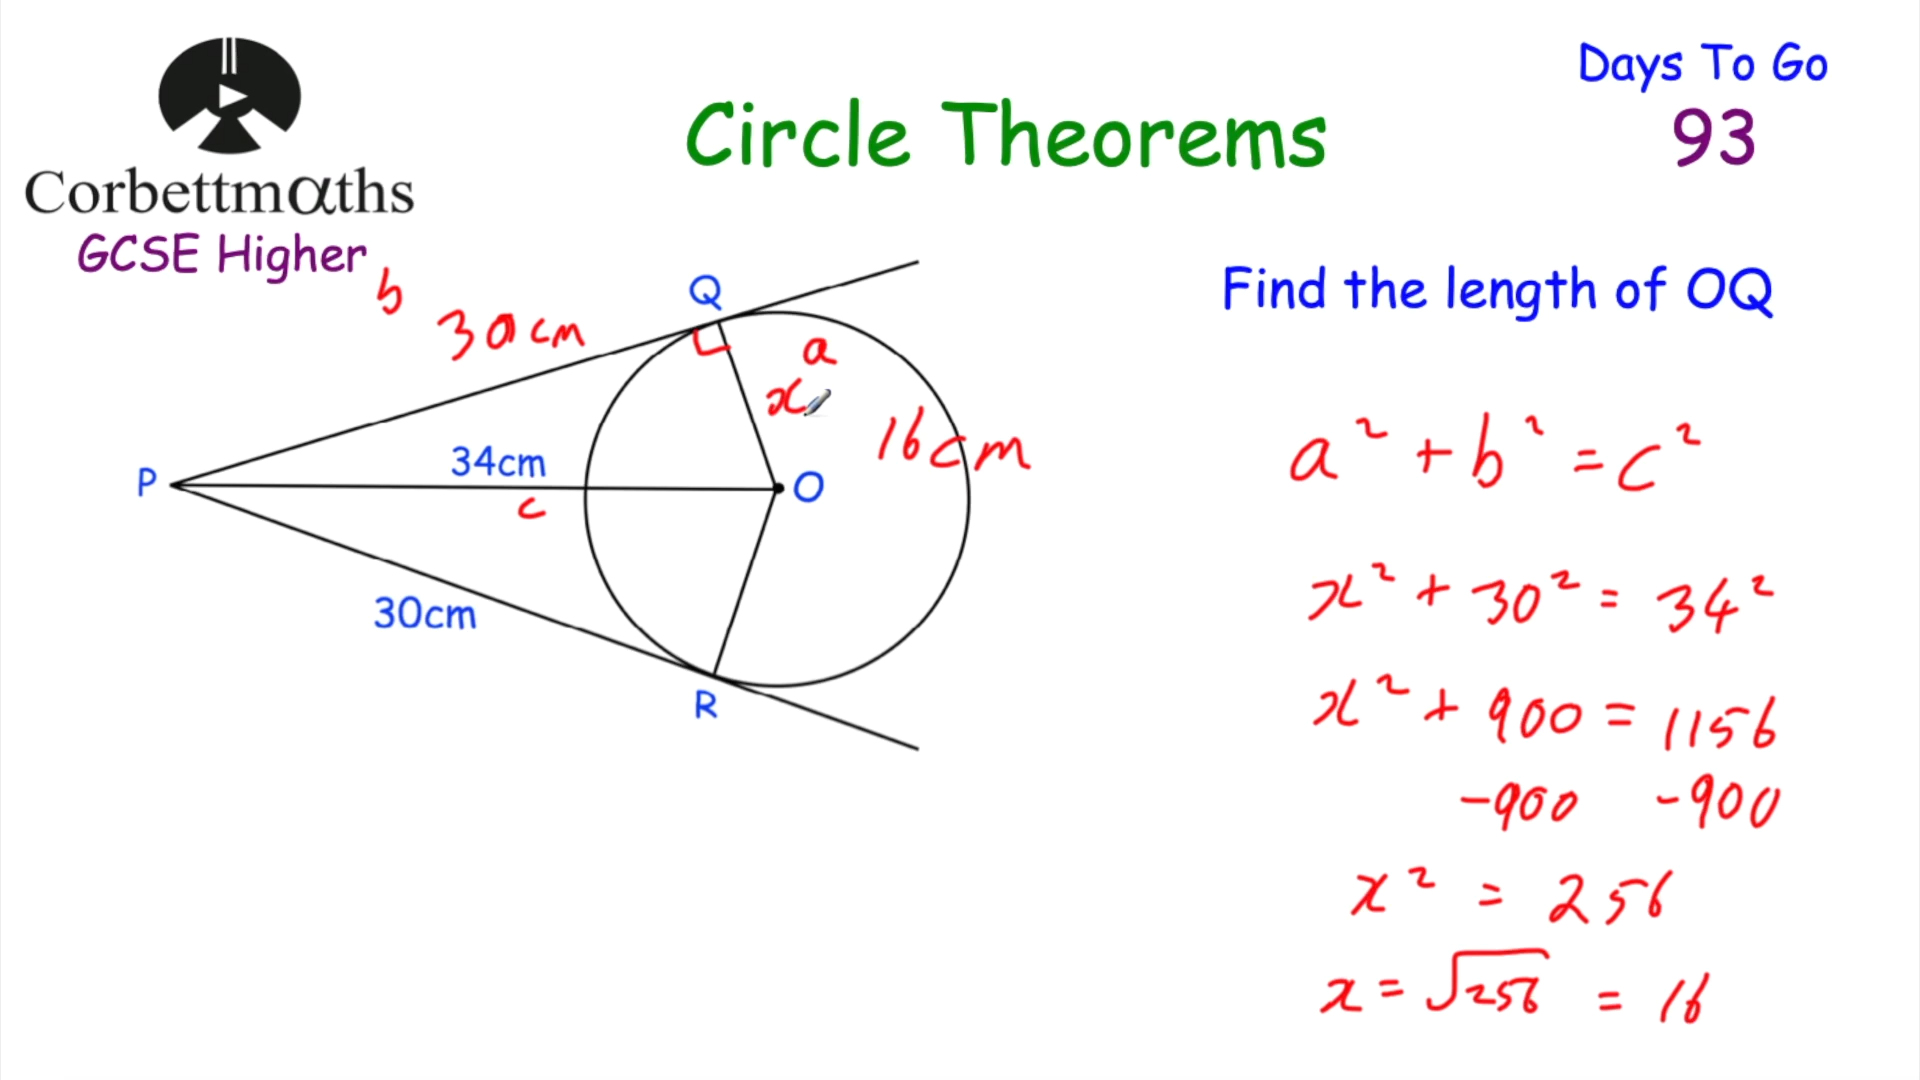 Days To Go
93
Circle Theorems
Corbettmαths
GCSE Higher
Find the length of OQ
b
30cm
Q
a
x
16cm
P
34cm
c
O
30cm
R
a² + b² = c²
x² + 30² = 34²
x² + 900 = 1156
-900 -900
x² = 256
x = √256 = 16